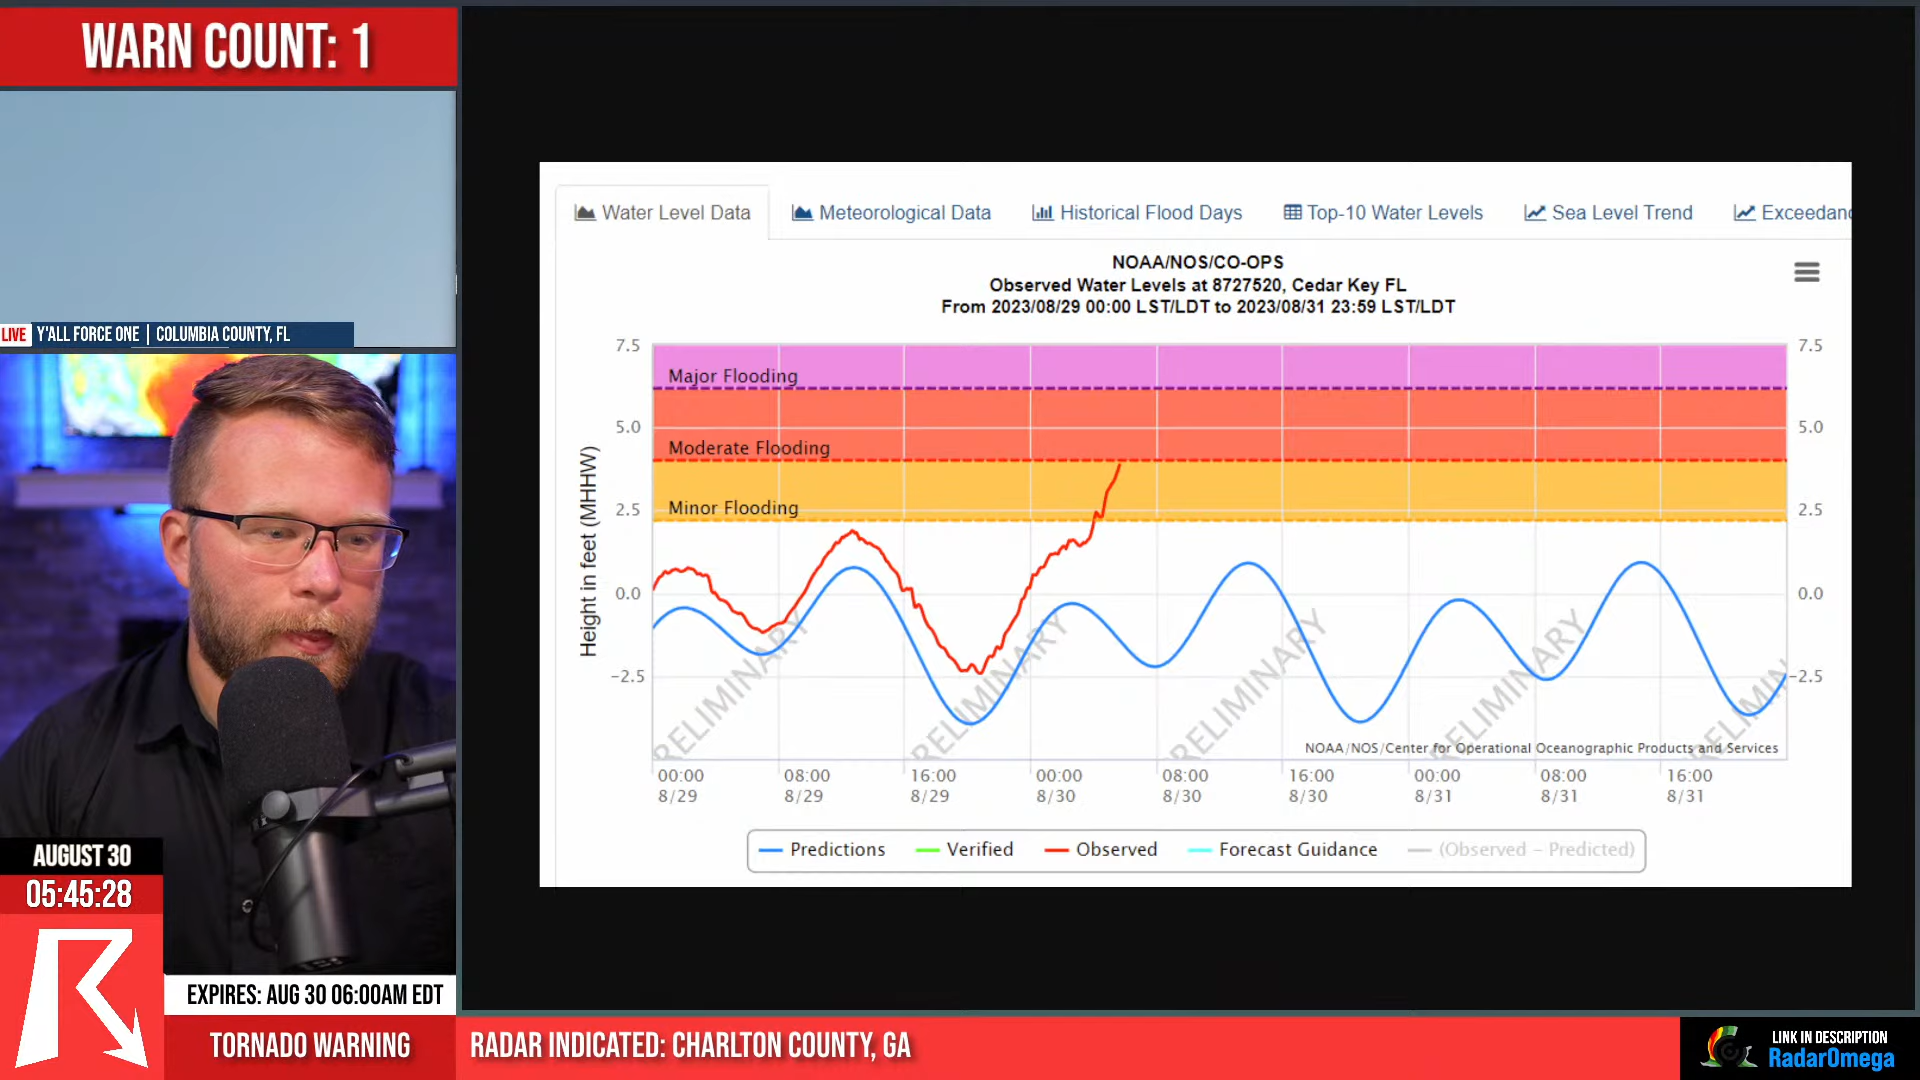 WARN COUNT: 1
LIVE Y'ALL FORCE ONE | COLUMBIA COUNTY, FL
AUGUST 30
05:45:28
EXPIRES: AUG 30 06:00AM EDT
TORNADO WARNING
RADAR INDICATED: CHARLTON COUNTY, GA
LINK IN DESCRIPTION
RadarOmega
Water Level Data Meteorological Data Historical Flood Days Top-10 Water Levels Sea Level Trend Exceedanc
NOAA/NOS/CO-OPS
Observed Water Levels at 8727520, Cedar Key FL
From 2023/08/29 00:00 LST/LDT to 2023/08/31 23:59 LST/LDT
Height in feet (MHHW)
7.5 7.5
Major Flooding
5.0 5.0
Moderate Flooding
Minor Flooding
2.5 2.5
0.0 0.0
−2.5 −2.5
RELIMINARY PRELIMINARY PRELIMINARY PRELIMINARY PRELIMIN
NOAA/NOS/Center for Operational Oceanographic Products and Services
00:00 08:00 16:00 00:00 08:00 16:00 00:00 08:00 16:00
8/29 8/29 8/29 8/30 8/30 8/30 8/31 8/31 8/31
Predictions Verified Observed Forecast Guidance (Observed − Predicted)